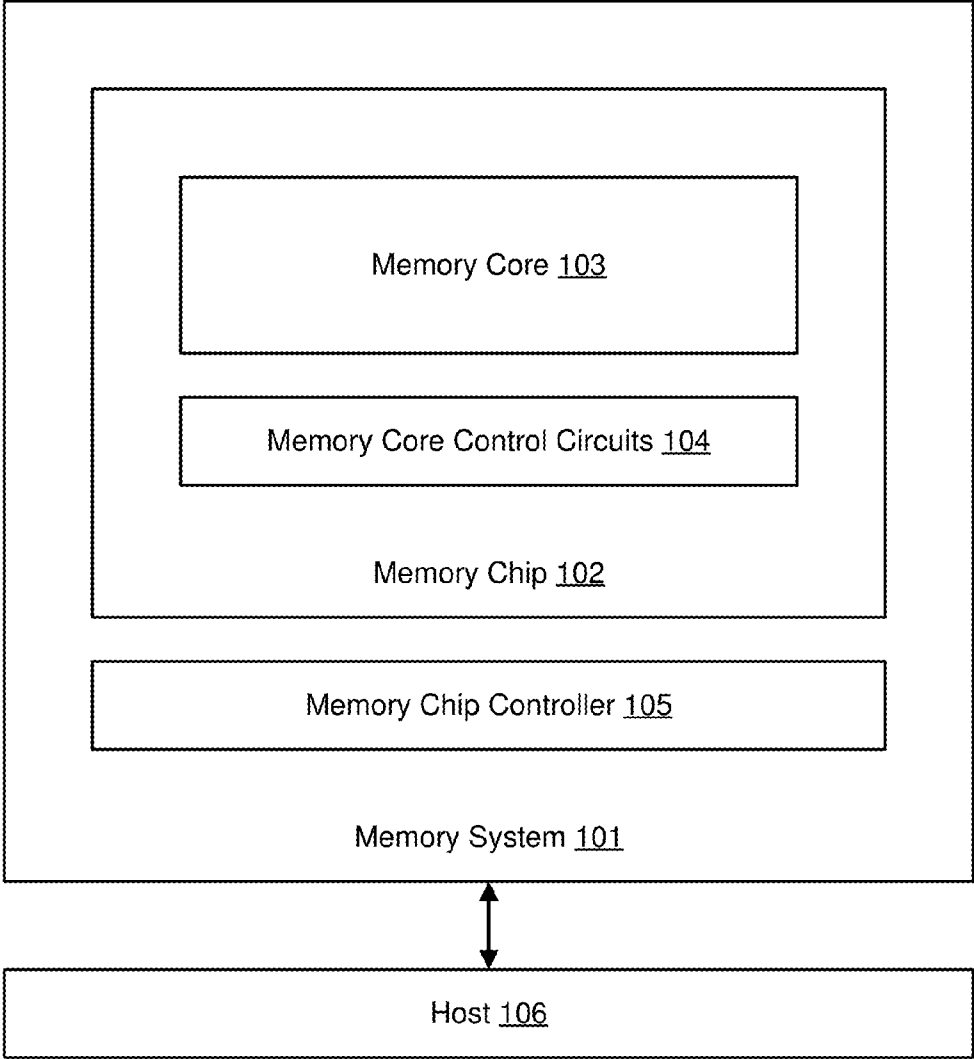 Memory Core 103
Memory Core Control Circuits 104
Memory Chip 102
Memory Chip Controller 105
Memory System 101
Host 106